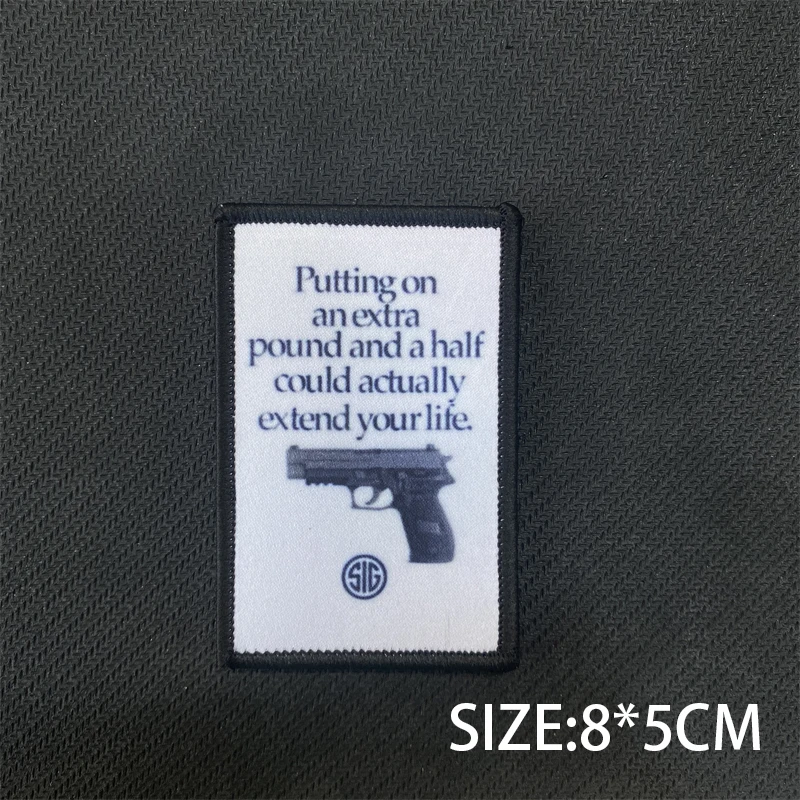 Putting on
an extra
pound and a half
could actually
extend your life.
SIG
SIZE:8*5CM